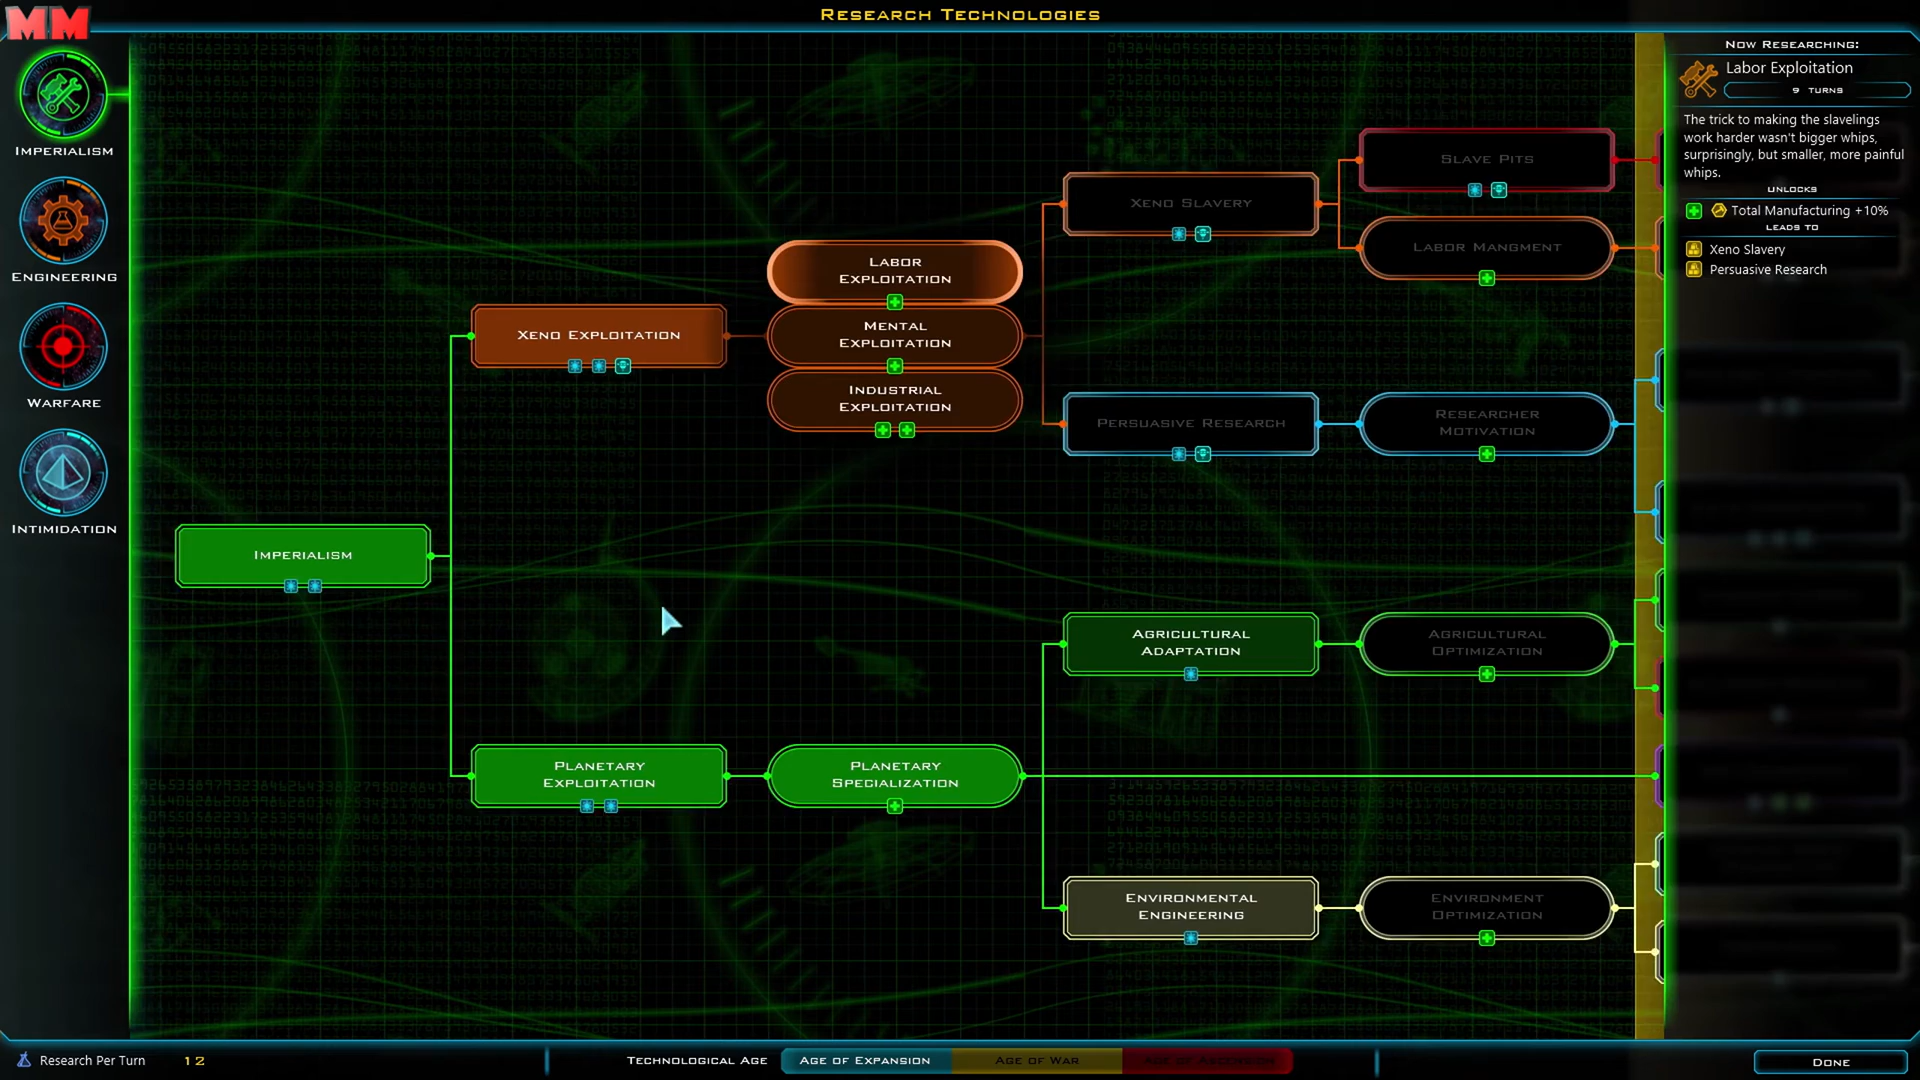 MM
RESEARCH TECHNOLOGIES
IMPERIALISM
ENGINEERING
WARFARE
INTIMIDATION
IMPERIALISM
XENO EXPLOITATION
LABOR
EXPLOITATION
MENTAL
EXPLOITATION
INDUSTRIAL
EXPLOITATION
XENO SLAVERY
SLAVE PITS
LABOR MANGMENT
PERSUASIVE RESEARCH
RESEARCHER
MOTIVATION
AGRICULTURAL
ADAPTATION
AGRICULTURAL
OPTIMIZATION
PLANETARY
EXPLOITATION
PLANETARY
SPECIALIZATION
ENVIRONMENTAL
ENGINEERING
ENVIRONMENT
OPTIMIZATION
NOW RESEARCHING:
Labor Exploitation
9 TURNS
The trick to making the slavelings
work harder wasn't bigger whips,
surprisingly, but smaller, more painful
whips.
UNLOCKS
Total Manufacturing +10%
LEADS TO
Xeno Slavery
Persuasive Research
Research Per Turn 12
TECHNOLOGICAL AGE
AGE OF EXPANSION
AGE OF WAR
AGE OF ASCENSION
DONE